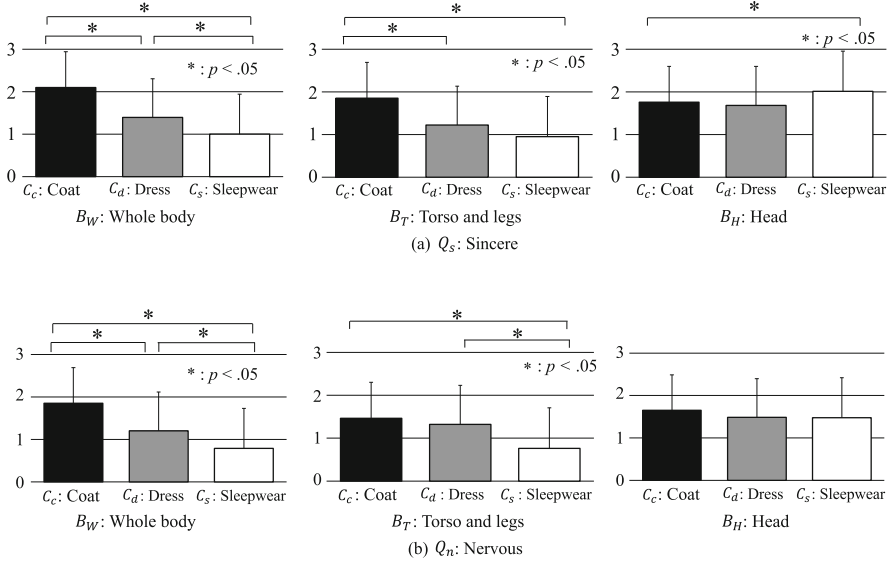 *
*
*
*
* *
*
* : p < .05
* : p < .05
* : p < .05
3
2
1
0
3
2
1
0
3
2
1
0
C_c: Coat C_d: Dress C_s: Sleepwear
C_c: Coat C_d: Dress C_s: Sleepwear
C_c: Coat C_d: Dress C_s: Sleepwear
B_W: Whole body
B_T: Torso and legs
B_H: Head
(a) Q_s: Sincere
*
*
* *
*
* : p < .05
* : p < .05
3
2
1
0
3
2
1
0
3
2
1
0
C_c: Coat C_d: Dress C_s: Sleepwear
C_c: Coat C_d: Dress C_s: Sleepwear
C_c: Coat C_d: Dress C_s: Sleepwear
B_W: Whole body
B_T: Torso and legs
B_H: Head
(b) Q_n: Nervous